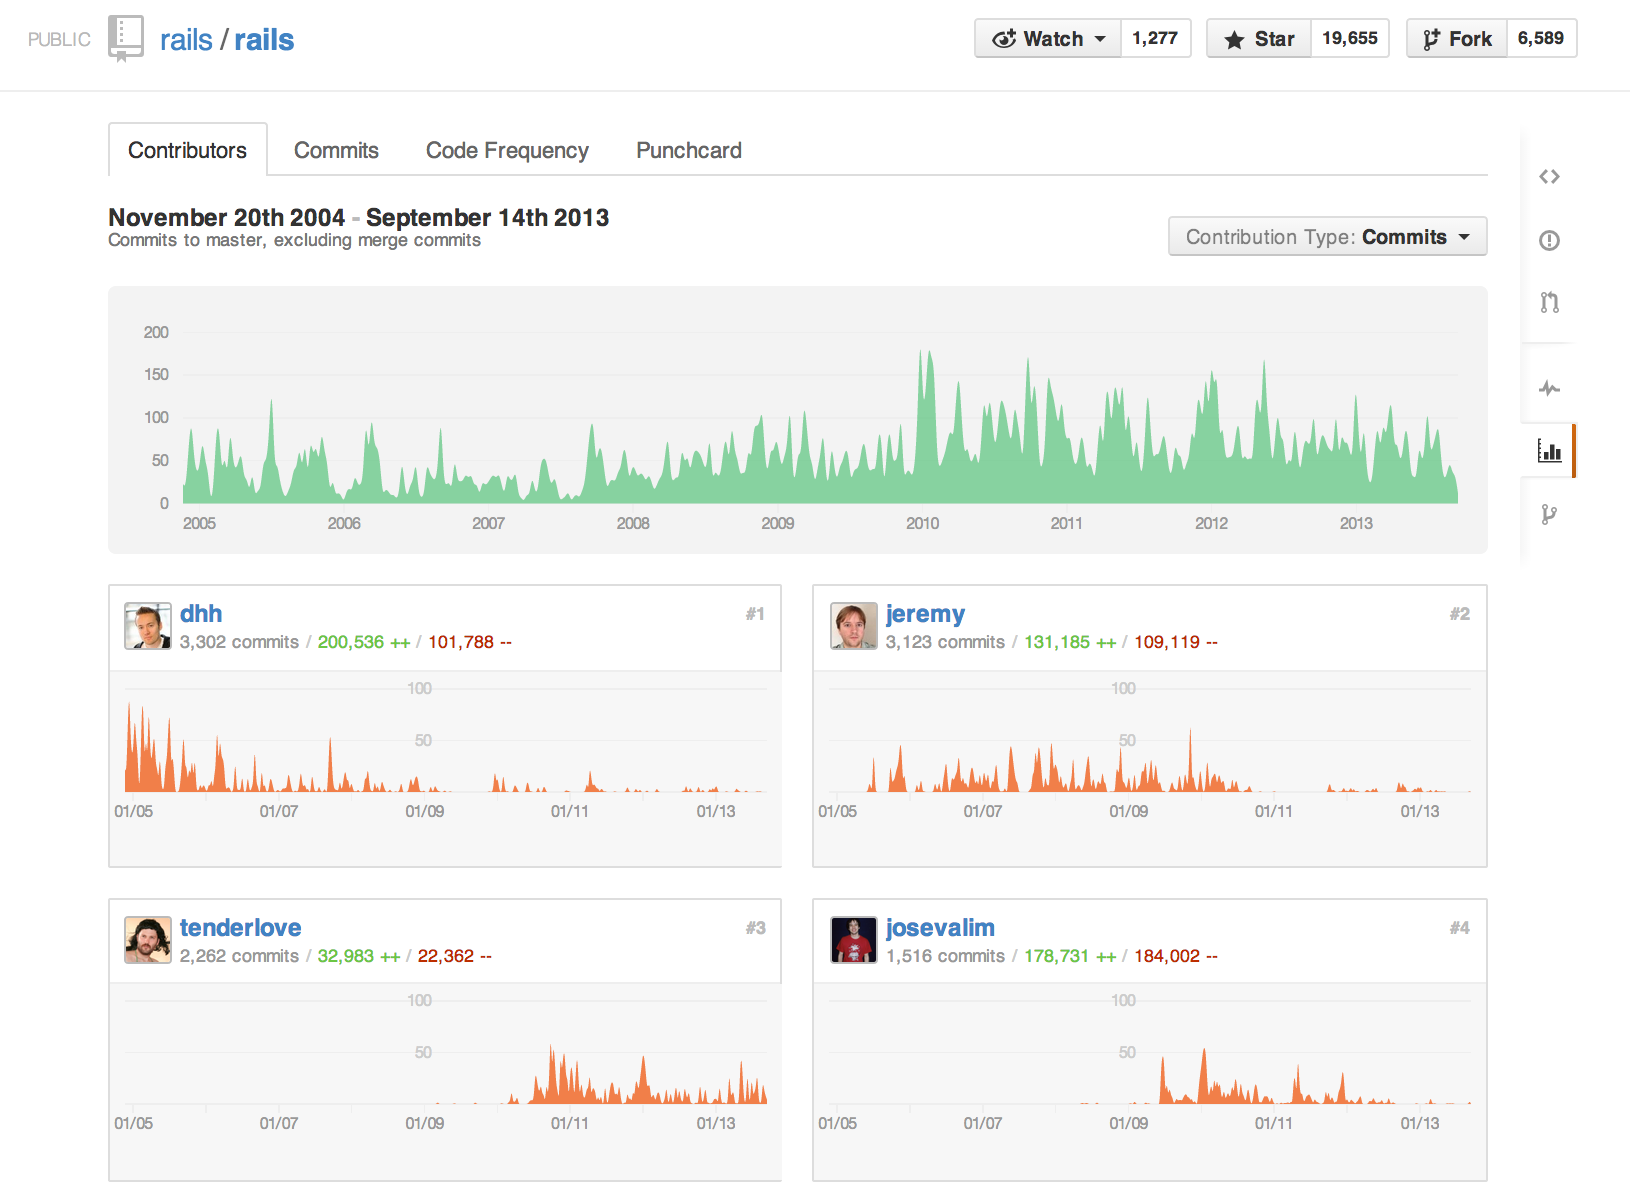 PUBLIC rails / rails Watch 1,277 Star 19,655 Fork 6,589
Contributors Commits Code Frequency Punchcard
November 20th 2004 - September 14th 2013
Commits to master, excluding merge commits
Contribution Type: Commits
200
150
100
50
0
2005 2006 2007 2008 2009 2010 2011 2012 2013
dhh #1
3,302 commits / 200,536 ++ / 101,788 --
100
50
01/05 01/07 01/09 01/11 01/13
jeremy #2
3,123 commits / 131,185 ++ / 109,119 --
100
50
01/05 01/07 01/09 01/11 01/13
tenderlove #3
2,262 commits / 32,983 ++ / 22,362 --
100
50
01/05 01/07 01/09 01/11 01/13
josevalim #4
1,516 commits / 178,731 ++ / 184,002 --
100
50
01/05 01/07 01/09 01/11 01/13